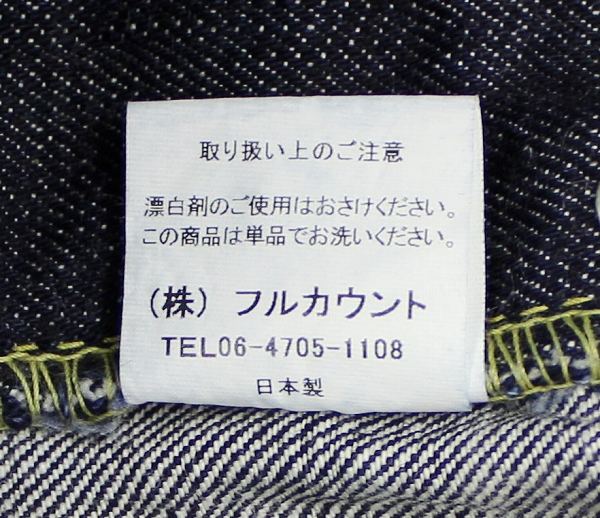 取り扱い上のご注意
漂白剤のご使用はおさけください。
この商品は単品でお洗いください。
（株）フルカウント
TEL06-4705-1108
日本製